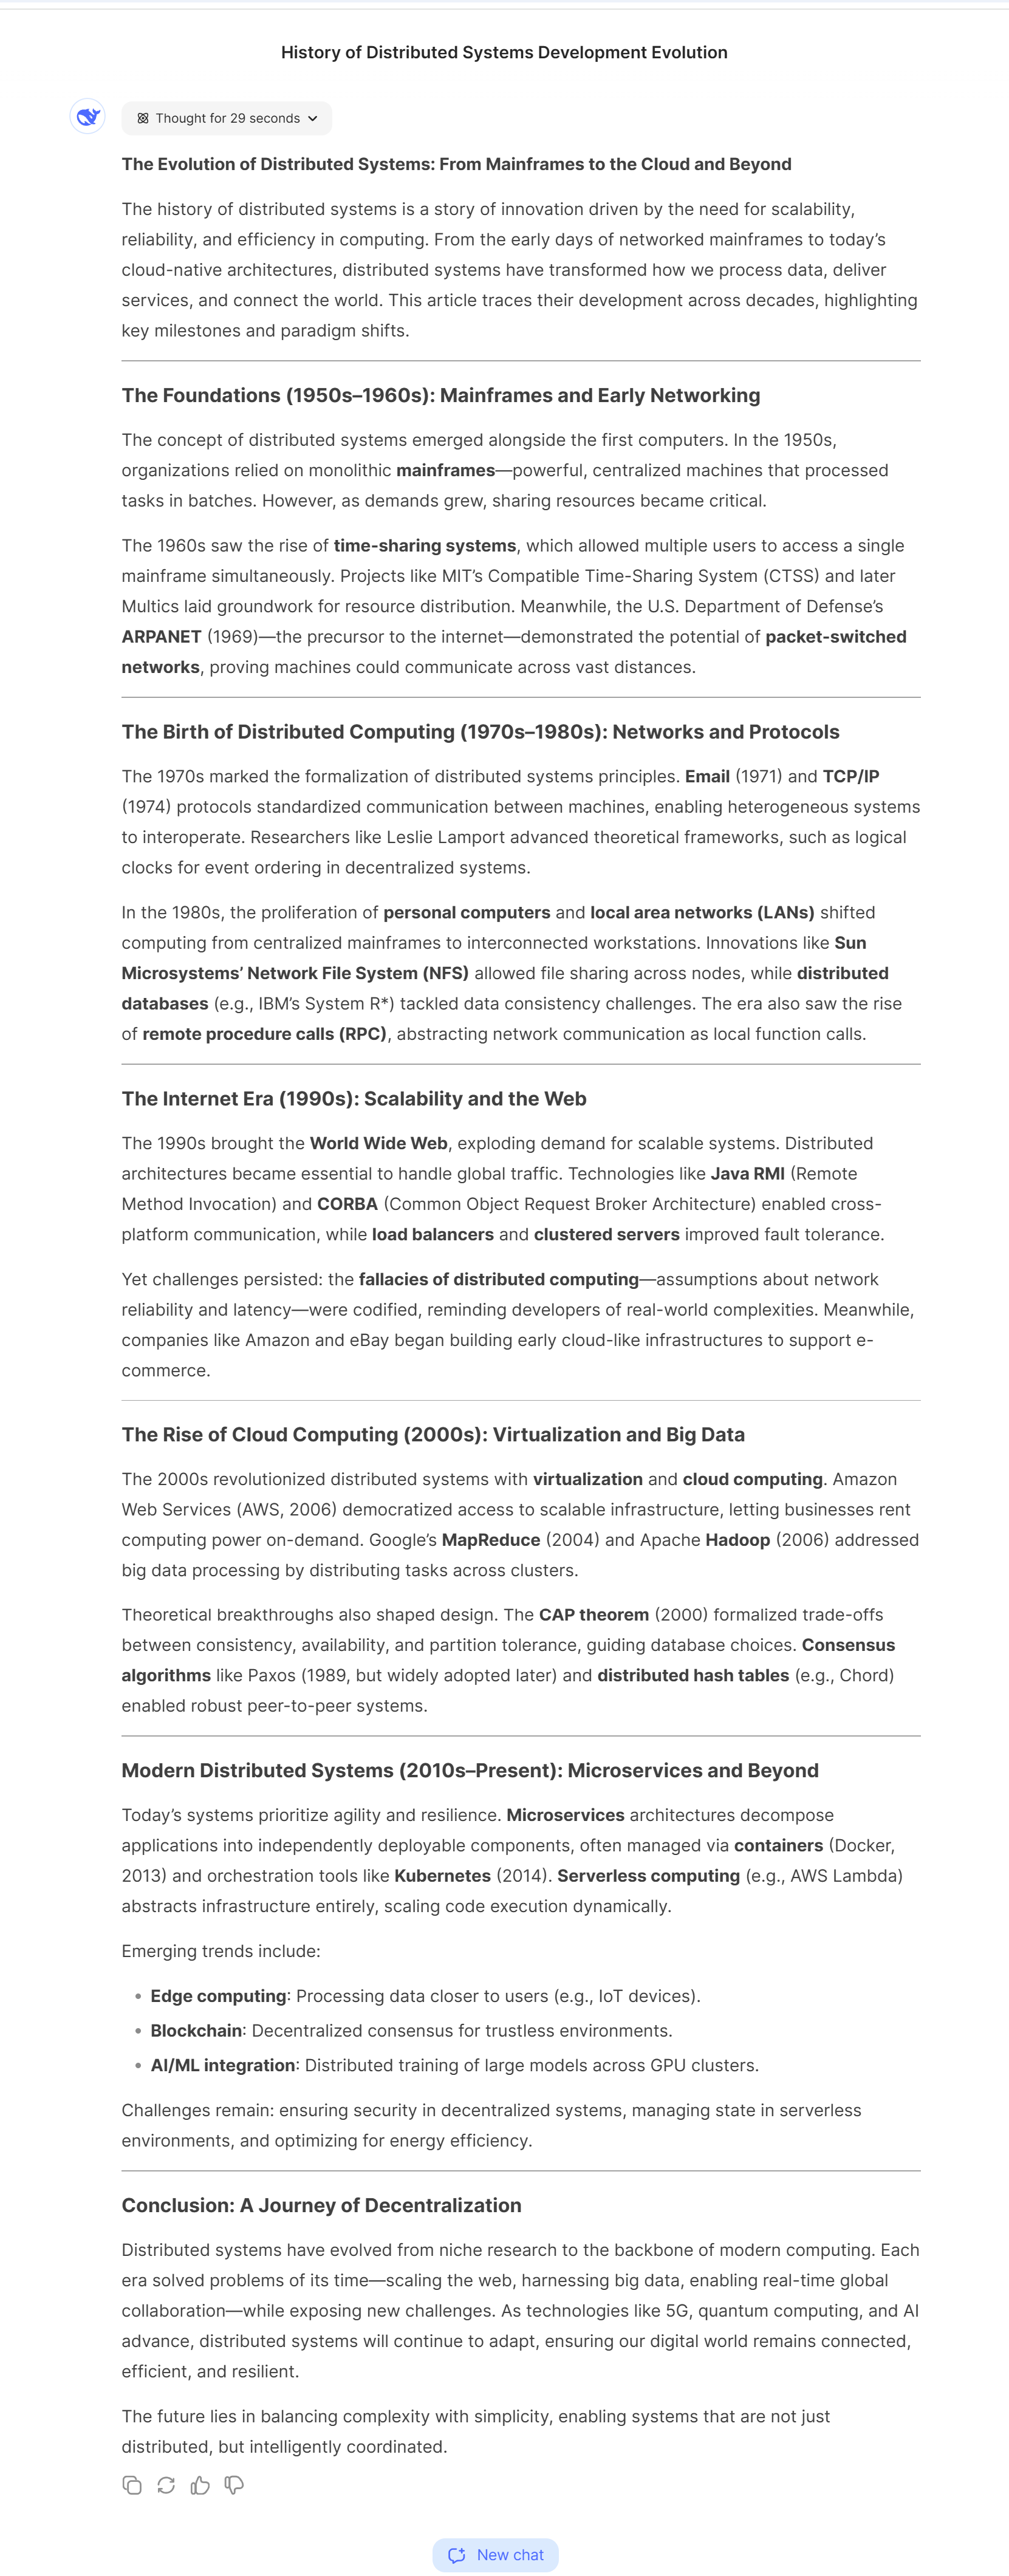 History of Distributed Systems Development Evolution
Thought for 29 seconds
The Evolution of Distributed Systems: From Mainframes to the Cloud and Beyond
The history of distributed systems is a story of innovation driven by the need for scalability,
reliability, and efficiency in computing. From the early days of networked mainframes to today’s
cloud-native architectures, distributed systems have transformed how we process data, deliver
services, and connect the world. This article traces their development across decades, highlighting
key milestones and paradigm shifts.
The Foundations (1950s–1960s): Mainframes and Early Networking
The concept of distributed systems emerged alongside the first computers. In the 1950s,
organizations relied on monolithic mainframes—powerful, centralized machines that processed
tasks in batches. However, as demands grew, sharing resources became critical.
The 1960s saw the rise of time-sharing systems, which allowed multiple users to access a single
mainframe simultaneously. Projects like MIT’s Compatible Time-Sharing System (CTSS) and later
Multics laid groundwork for resource distribution. Meanwhile, the U.S. Department of Defense’s
ARPANET (1969)—the precursor to the internet—demonstrated the potential of packet-switched
networks, proving machines could communicate across vast distances.
The Birth of Distributed Computing (1970s–1980s): Networks and Protocols
The 1970s marked the formalization of distributed systems principles. Email (1971) and TCP/IP
(1974) protocols standardized communication between machines, enabling heterogeneous systems
to interoperate. Researchers like Leslie Lamport advanced theoretical frameworks, such as logical
clocks for event ordering in decentralized systems.
In the 1980s, the proliferation of personal computers and local area networks (LANs) shifted
computing from centralized mainframes to interconnected workstations. Innovations like Sun
Microsystems’ Network File System (NFS) allowed file sharing across nodes, while distributed
databases (e.g., IBM’s System R*) tackled data consistency challenges. The era also saw the rise
of remote procedure calls (RPC), abstracting network communication as local function calls.
The Internet Era (1990s): Scalability and the Web
The 1990s brought the World Wide Web, exploding demand for scalable systems. Distributed
architectures became essential to handle global traffic. Technologies like Java RMI (Remote
Method Invocation) and CORBA (Common Object Request Broker Architecture) enabled cross-
platform communication, while load balancers and clustered servers improved fault tolerance.
Yet challenges persisted: the fallacies of distributed computing—assumptions about network
reliability and latency—were codified, reminding developers of real-world complexities. Meanwhile,
companies like Amazon and eBay began building early cloud-like infrastructures to support e-
commerce.
The Rise of Cloud Computing (2000s): Virtualization and Big Data
The 2000s revolutionized distributed systems with virtualization and cloud computing. Amazon
Web Services (AWS, 2006) democratized access to scalable infrastructure, letting businesses rent
computing power on-demand. Google’s MapReduce (2004) and Apache Hadoop (2006) addressed
big data processing by distributing tasks across clusters.
Theoretical breakthroughs also shaped design. The CAP theorem (2000) formalized trade-offs
between consistency, availability, and partition tolerance, guiding database choices. Consensus
algorithms like Paxos (1989, but widely adopted later) and distributed hash tables (e.g., Chord)
enabled robust peer-to-peer systems.
Modern Distributed Systems (2010s–Present): Microservices and Beyond
Today’s systems prioritize agility and resilience. Microservices architectures decompose
applications into independently deployable components, often managed via containers (Docker,
2013) and orchestration tools like Kubernetes (2014). Serverless computing (e.g., AWS Lambda)
abstracts infrastructure entirely, scaling code execution dynamically.
Emerging trends include:
• Edge computing: Processing data closer to users (e.g., IoT devices).
• Blockchain: Decentralized consensus for trustless environments.
• AI/ML integration: Distributed training of large models across GPU clusters.
Challenges remain: ensuring security in decentralized systems, managing state in serverless
environments, and optimizing for energy efficiency.
Conclusion: A Journey of Decentralization
Distributed systems have evolved from niche research to the backbone of modern computing. Each
era solved problems of its time—scaling the web, harnessing big data, enabling real-time global
collaboration—while exposing new challenges. As technologies like 5G, quantum computing, and AI
advance, distributed systems will continue to adapt, ensuring our digital world remains connected,
efficient, and resilient.
The future lies in balancing complexity with simplicity, enabling systems that are not just
distributed, but intelligently coordinated.
New chat